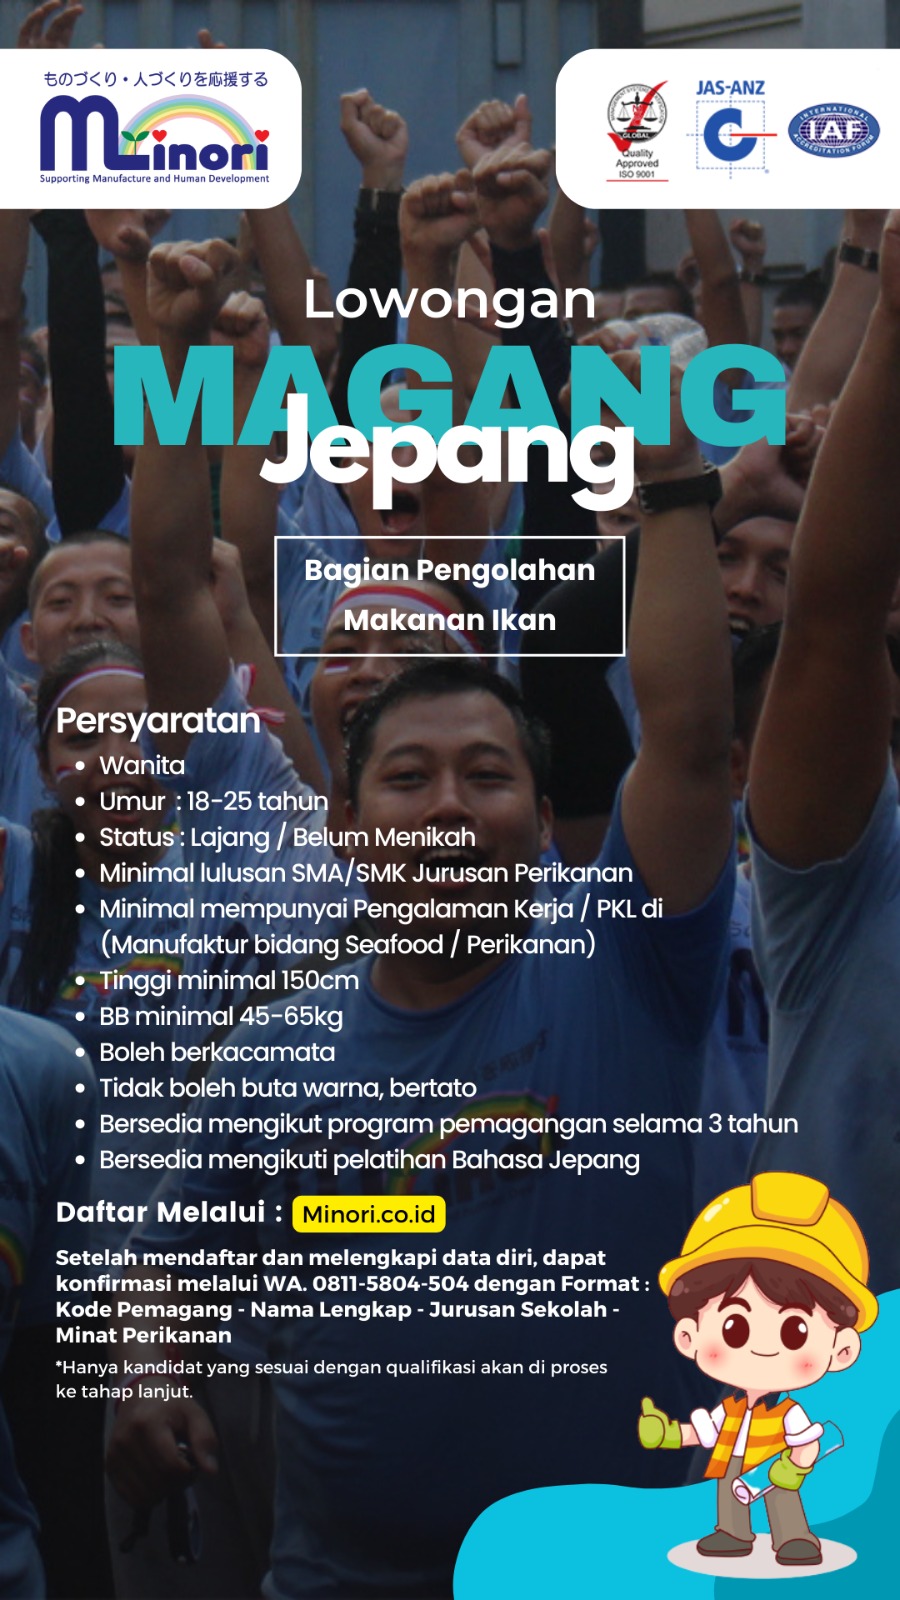 ものづくり・人づくりを応援する
Minori
Supporting Manufacture and Human Development
GLOBAL
Quality
Approved
ISO 9001
JAS-ANZ
INTERNATIONAL
IAF
ACCREDITATION FORUM
Lowongan
MAGANG
Jepang
Bagian Pengolahan
Makanan Ikan
Persyaratan
• Wanita
• Umur : 18-25 tahun
• Status : Lajang / Belum Menikah
• Minimal lulusan SMA/SMK Jurusan Perikanan
• Minimal mempunyai Pengalaman Kerja / PKL di
(Manufaktur bidang Seafood / Perikanan)
• Tinggi minimal 150cm
• BB minimal 45-65kg
• Boleh berkacamata
• Tidak boleh buta warna, bertato
• Bersedia mengikut program pemagangan selama 3 tahun
• Bersedia mengikuti pelatihan Bahasa Jepang
Daftar Melalui : Minori.co.id
Setelah mendaftar dan melengkapi data diri, dapat
konfirmasi melalui WA. 0811-5804-504 dengan Format :
Kode Pemagang - Nama Lengkap - Jurusan Sekolah -
Minat Perikanan
*Hanya kandidat yang sesuai dengan qualifikasi akan di proses
ke tahap lanjut.